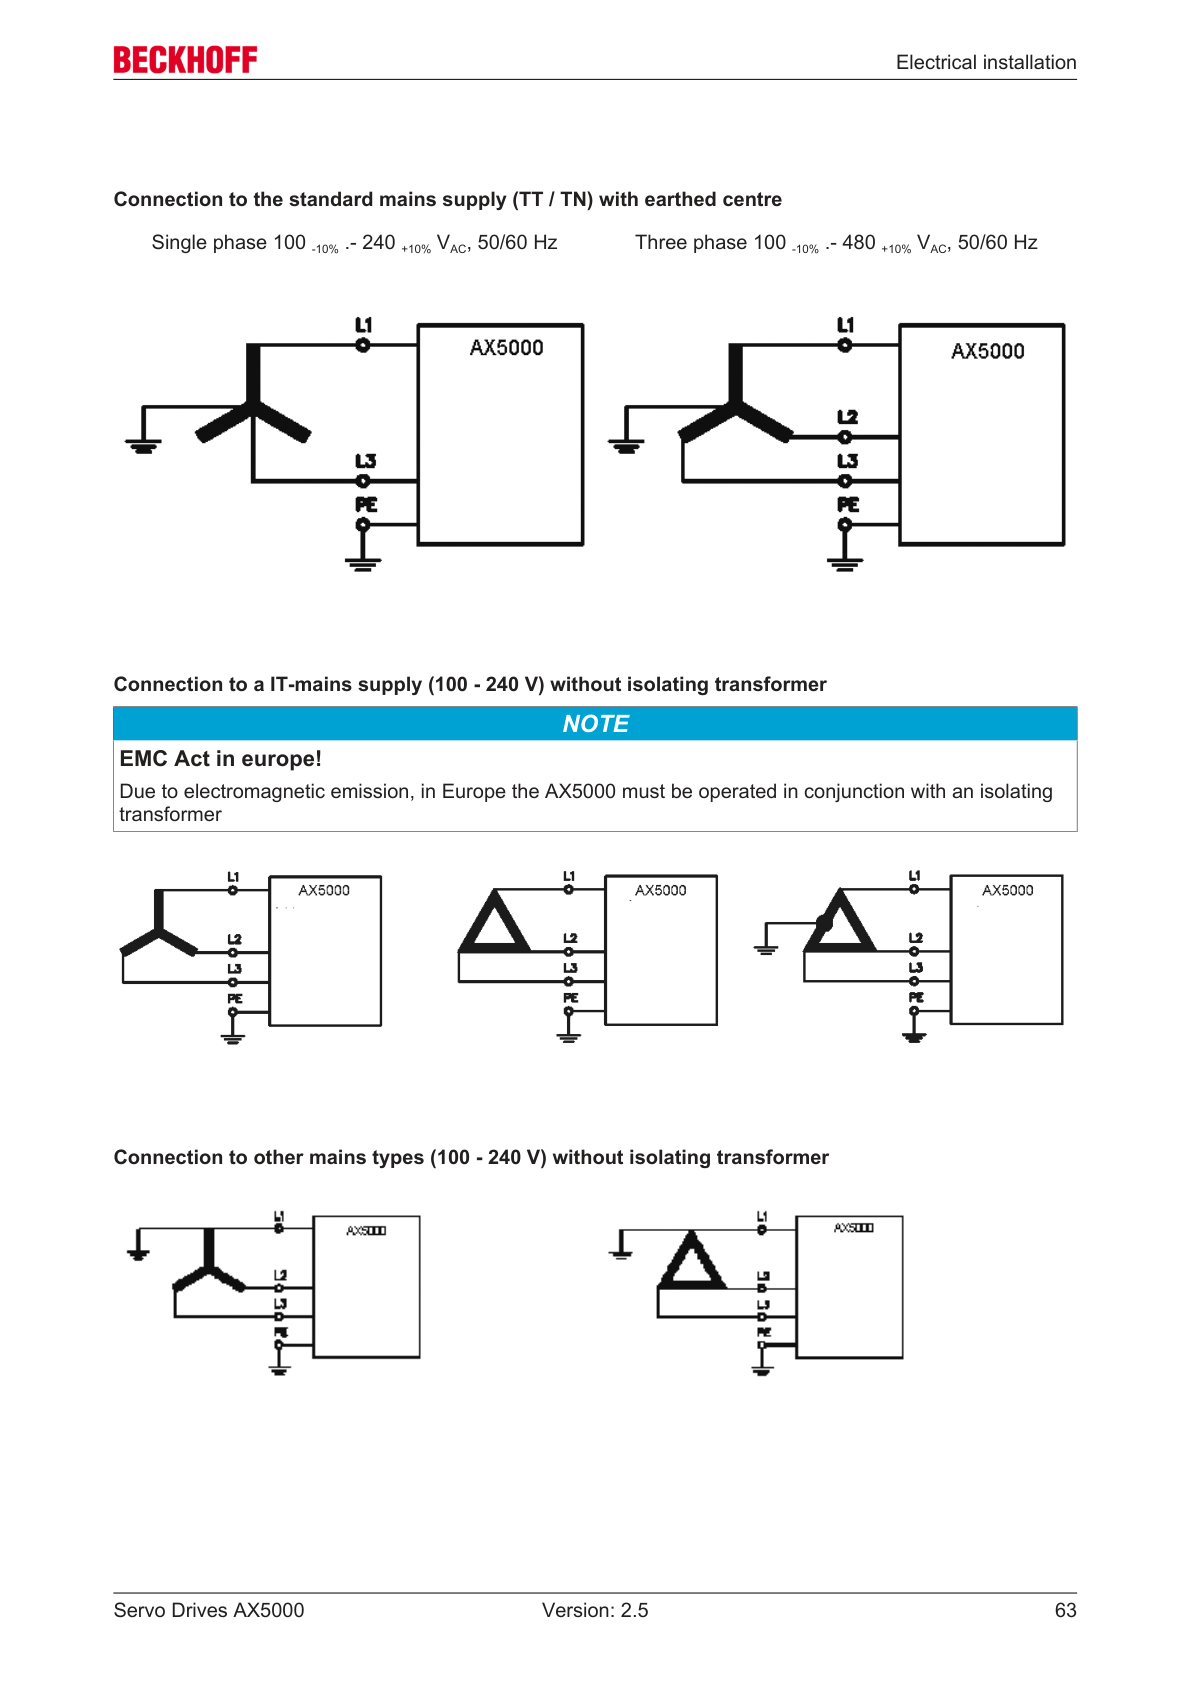 BECKHOFF
Electrical installation
Connection to the standard mains supply (TT / TN) with earthed centre
Single phase 100 -10% .- 240 +10% VAC, 50/60 Hz
Three phase 100 -10% .- 480 +10% VAC, 50/60 Hz
L1
AX5000
L3
PE
L1
AX5000
L2
L3
PE
Connection to a IT-mains supply (100 - 240 V) without isolating transformer
NOTE
EMC Act in europe!
Due to electromagnetic emission, in Europe the AX5000 must be operated in conjunction with an isolating
transformer
L1
AX5000
L2
L3
PE
L1
AX5000
L2
L3
PE
L1
AX5000
L2
L3
PE
Connection to other mains types (100 - 240 V) without isolating transformer
L1
AX5000
L2
L3
PE
L1
AX5000
L2
L3
PE
Servo Drives AX5000
Version: 2.5
63